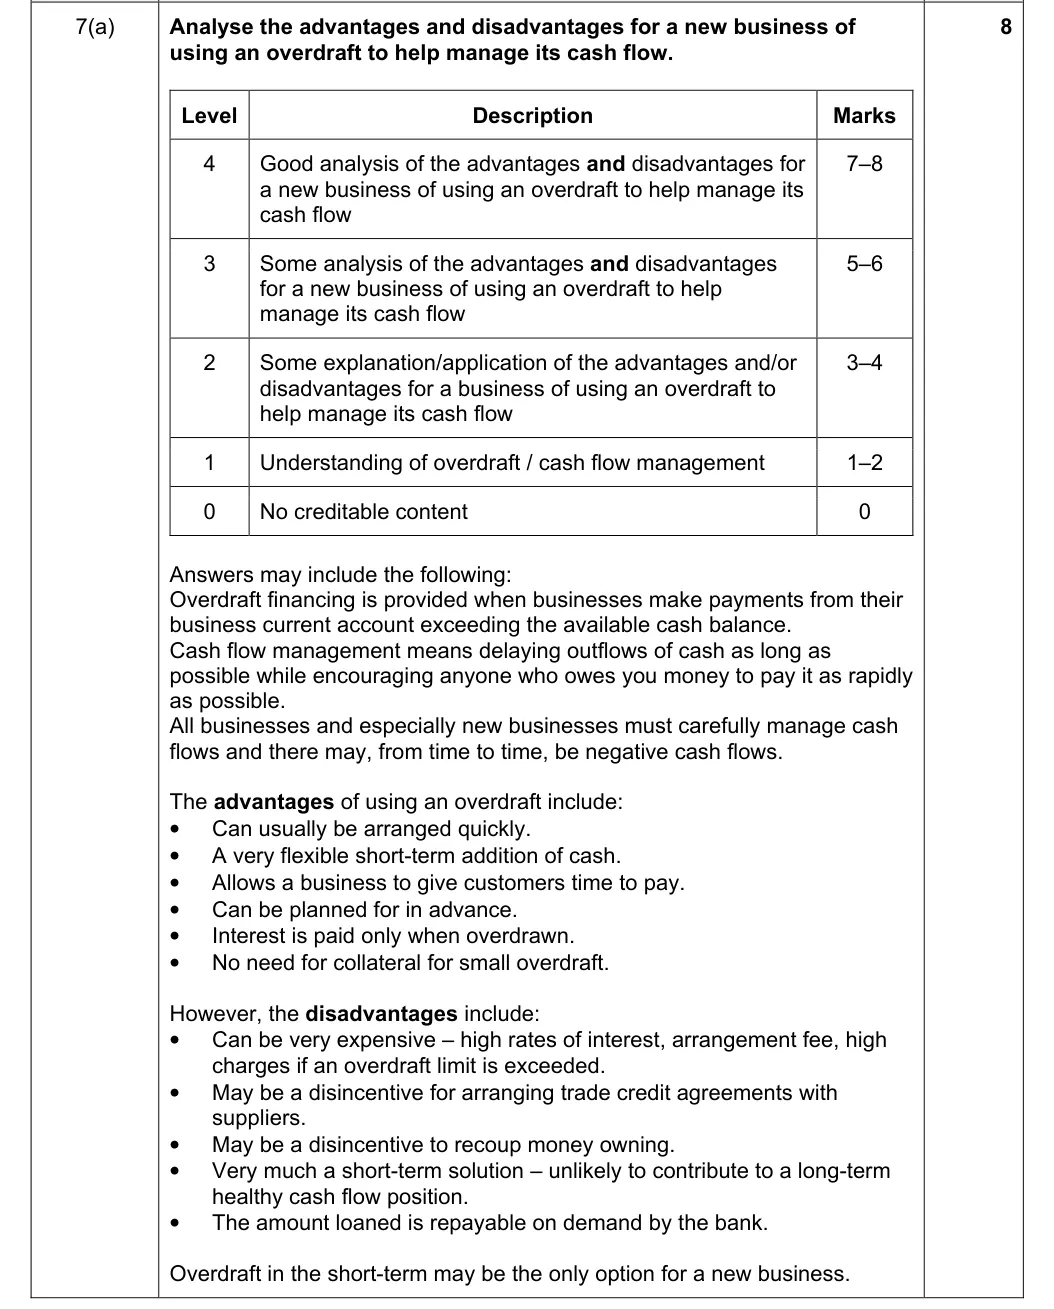 7(a)
Analyse the advantages and disadvantages for a new business of
using an overdraft to help manage its cash flow.
8
Level Description Marks
4 Good analysis of the advantages and disadvantages for 7–8
a new business of using an overdraft to help manage its
cash flow
3 Some analysis of the advantages and disadvantages 5–6
for a new business of using an overdraft to help
manage its cash flow
2 Some explanation/application of the advantages and/or 3–4
disadvantages for a business of using an overdraft to
help manage its cash flow
1 Understanding of overdraft / cash flow management 1–2
0 No creditable content 0
Answers may include the following:
Overdraft financing is provided when businesses make payments from their
business current account exceeding the available cash balance.
Cash flow management means delaying outflows of cash as long as
possible while encouraging anyone who owes you money to pay it as rapidly
as possible.
All businesses and especially new businesses must carefully manage cash
flows and there may, from time to time, be negative cash flows.
The advantages of using an overdraft include:
• Can usually be arranged quickly.
• A very flexible short-term addition of cash.
• Allows a business to give customers time to pay.
• Can be planned for in advance.
• Interest is paid only when overdrawn.
• No need for collateral for small overdraft.
However, the disadvantages include:
• Can be very expensive – high rates of interest, arrangement fee, high
charges if an overdraft limit is exceeded.
• May be a disincentive for arranging trade credit agreements with
suppliers.
• May be a disincentive to recoup money owning.
• Very much a short-term solution – unlikely to contribute to a long-term
healthy cash flow position.
• The amount loaned is repayable on demand by the bank.
Overdraft in the short-term may be the only option for a new business.